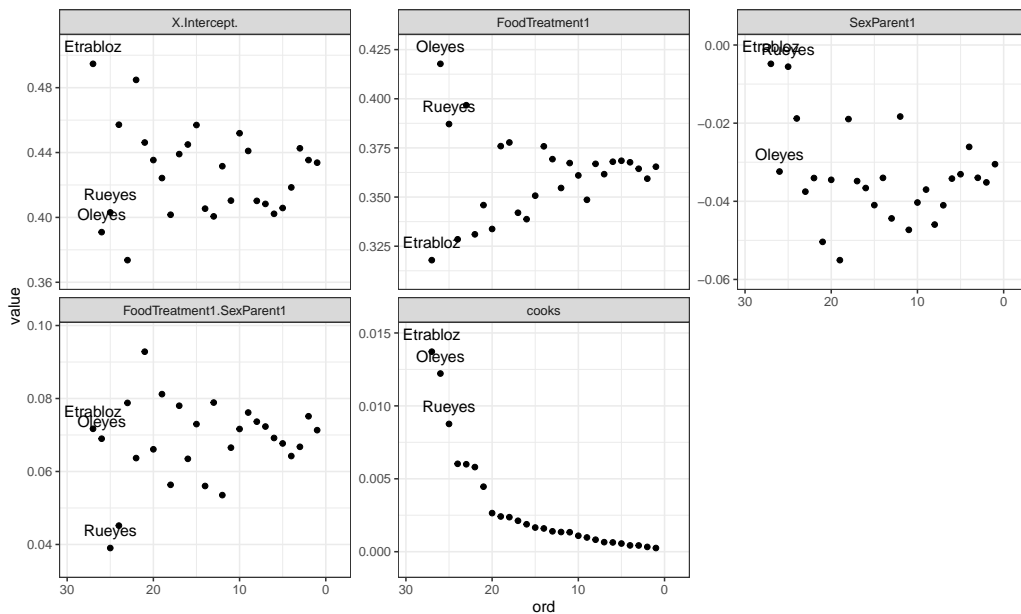 X.Intercept.
FoodTreatment1
SexParent1
Etrabloz
Rueyes
Oleyes
0.48
0.44
0.40
0.36
Oleyes
Rueyes
Etrabloz
0.425
0.400
0.375
0.350
0.325
Etrabloz
Rueyes
Oleyes
0.00
−0.02
−0.04
−0.06
30
20
10
0
value
FoodTreatment1.SexParent1
cooks
Etrabloz
Oleyes
Rueyes
0.10
0.08
0.06
0.04
30
20
10
0
Etrabloz
Oleyes
Rueyes
0.015
0.010
0.005
0.000
30
20
10
0
ord